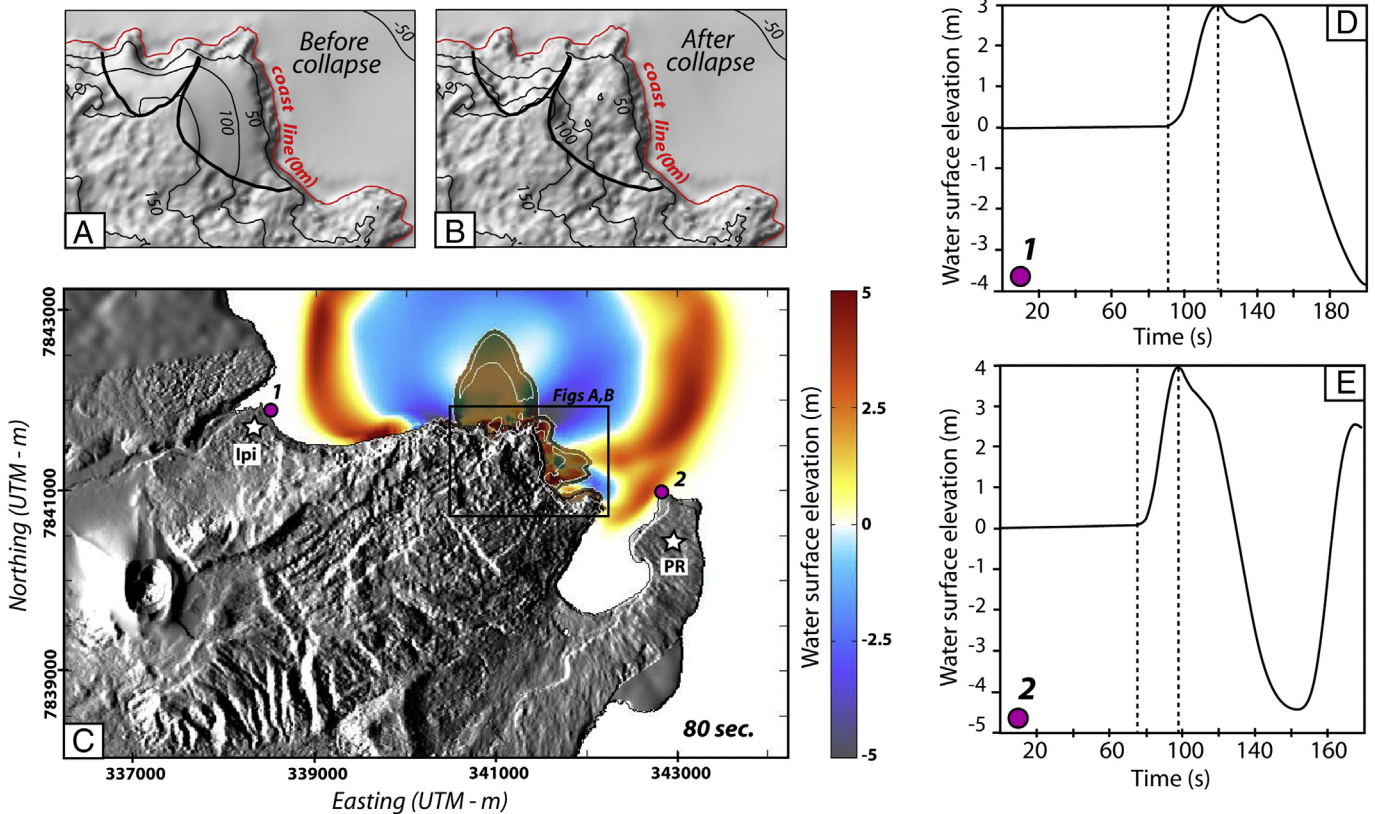 Before
collapse
-50
coast line(0m)
50
100
150
A
After
collapse
-50
coast line(0m)
50
100
150
B
Water surface elevation (m)
3
2
1
0
-1
-2
-3
-4
D
1
20 60 100 140 180
Time (s)
Northing (UTM - m)
7843000
7841000
7839000
1
Ipi
Figs A,B
2
PR
80 sec.
C
337000 339000 341000 343000
Easting (UTM - m)
5
2.5
0
-2.5
-5
Water surface elevation (m)
Water surface elevation (m)
4
3
2
1
0
-1
-2
-3
-4
-5
E
2
20 60 100 140 160
Time (s)